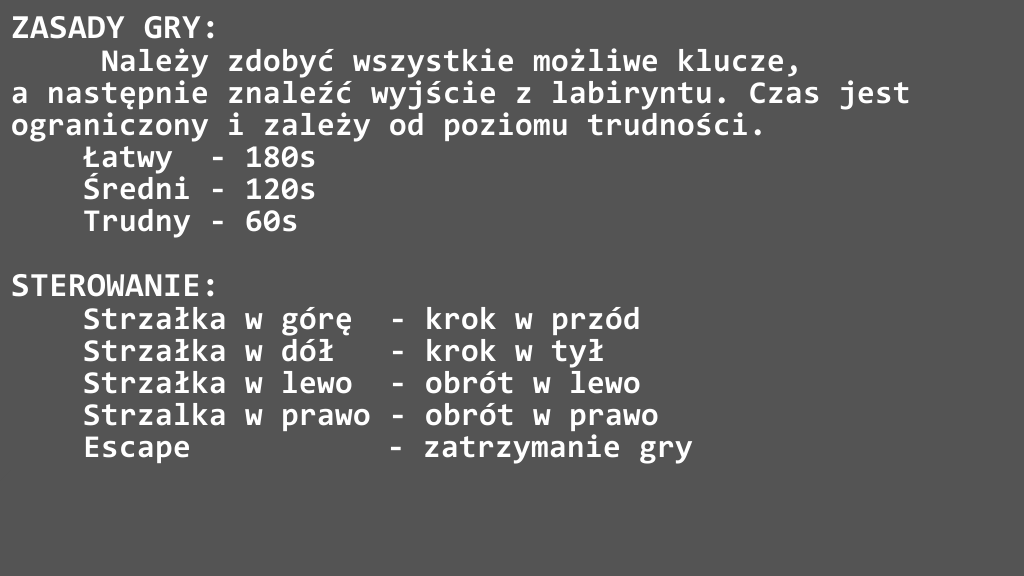 ZASADY GRY:
Należy zdobyć wszystkie możliwe klucze,
a następnie znaleźć wyjście z labiryntu. Czas jest
ograniczony i zależy od poziomu trudności.
Łatwy - 180s
Średni - 120s
Trudny - 60s
STEROWANIE:
Strzałka w górę - krok w przód
Strzałka w dół - krok w tył
Strzałka w lewo - obrót w lewo
Strzalka w prawo - obrót w prawo
Escape - zatrzymanie gry